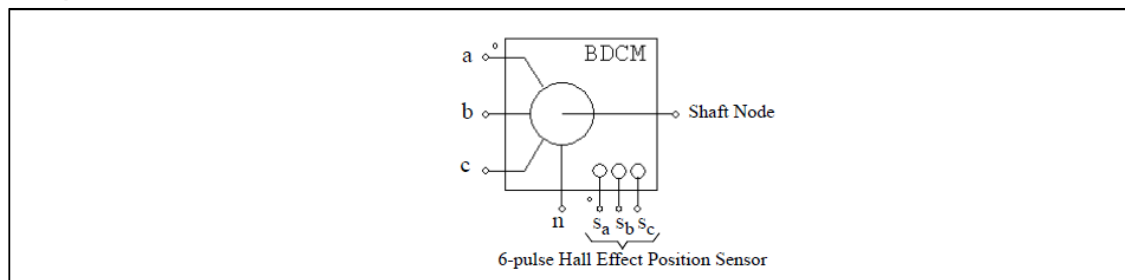 BDCM
a
b
Shaft Node
c
n
sa sb sc
6-pulse Hall Effect Position Sensor